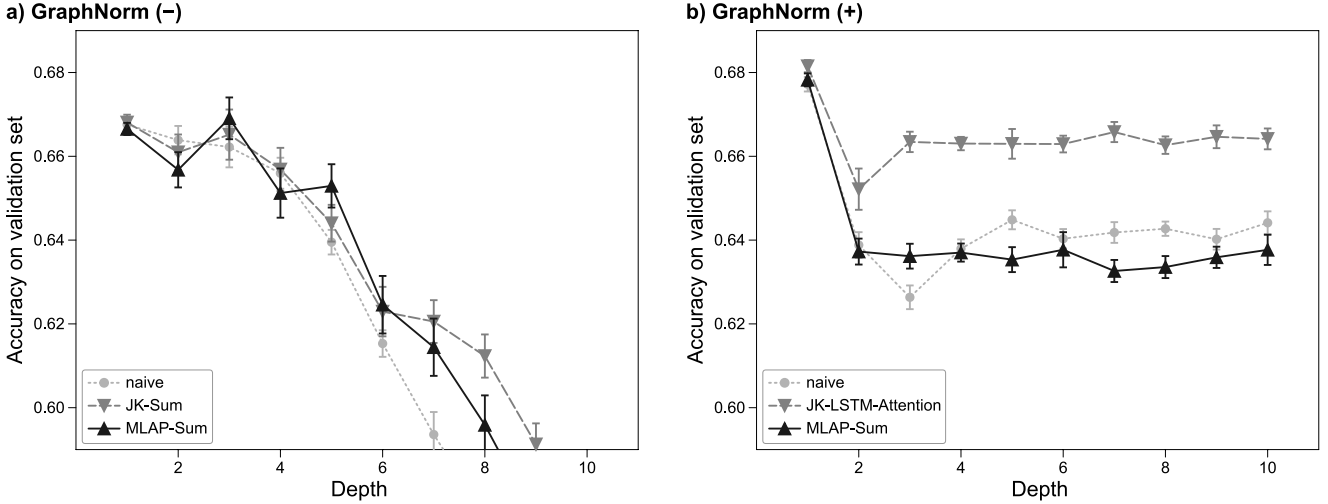 a) GraphNorm (−)
Accuracy on validation set
0.68
0.66
0.64
0.62
0.60
naive
JK-Sum
MLAP-Sum
2 4 6 8 10
Depth
b) GraphNorm (+)
Accuracy on validation set
0.68
0.66
0.64
0.62
0.60
naive
JK-LSTM-Attention
MLAP-Sum
2 4 6 8 10
Depth